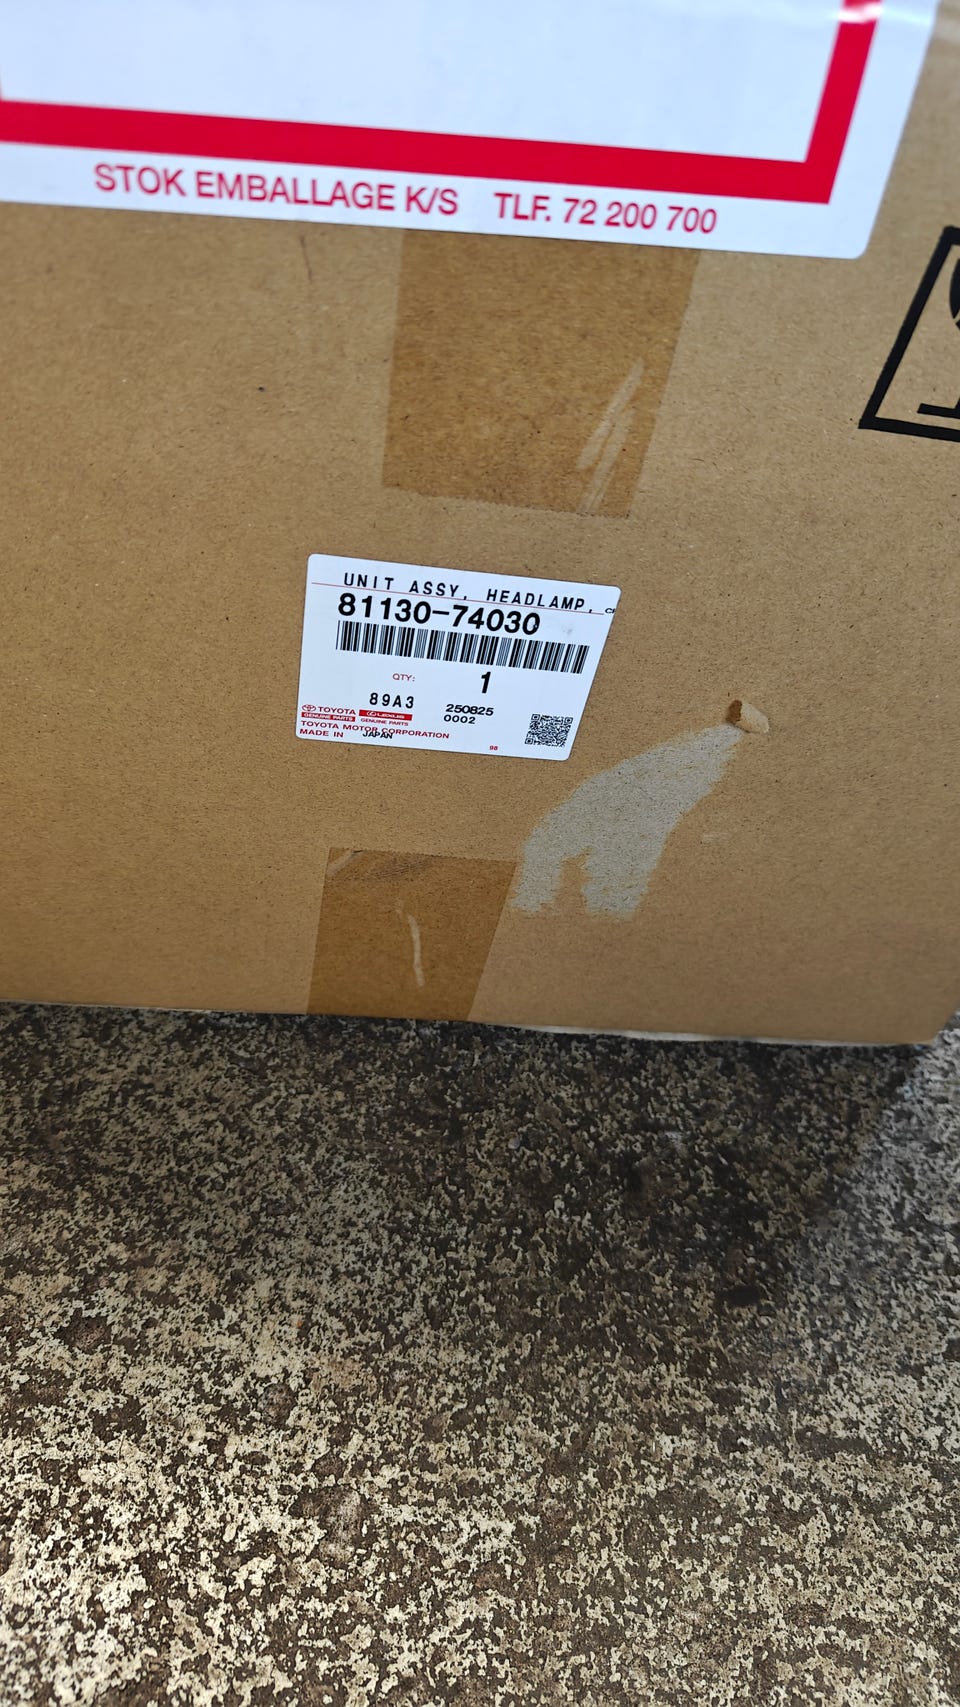 STOK EMBALLAGE K/S TLF. 72 200 700
UNIT ASSY, HEADLAMP,
81130-74030
QTY: 1
89A3 250825
0002
TOYOTA LEXUS
GENUINE PARTS GENUINE PARTS
TOYOTA MOTOR CORPORATION
MADE IN JAPAN
98